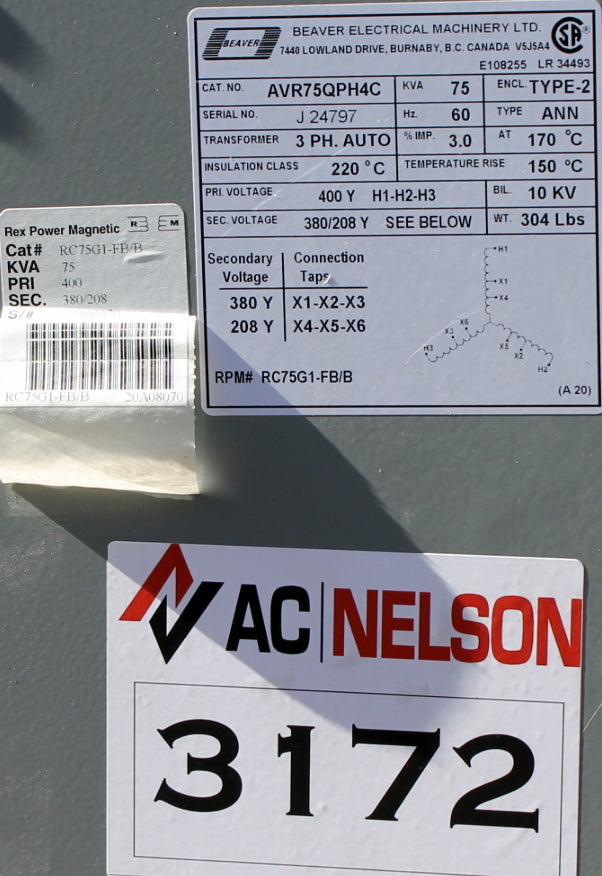 BEAVER
BEAVER ELECTRICAL MACHINERY LTD.
7440 LOWLAND DRIVE, BURNABY, B.C. CANADA V5J5A4
E108255 LR 34493
CAT. NO. AVR75QPH4C KVA 75 ENCL. TYPE-2
SERIAL NO. J 24797 Hz. 60 TYPE ANN
TRANSFORMER 3 PH. AUTO % IMP. 3.0 AT 170 °C
INSULATION CLASS 220 °C TEMPERATURE RISE 150 °C
PRI. VOLTAGE 400 Y H1-H2-H3 BIL. 10 KV
SEC. VOLTAGE 380/208 Y SEE BELOW WT. 304 Lbs
Secondary Connection
Voltage Taps
380 Y X1-X2-X3
208 Y X4-X5-X6
H1
X1
X4
X6
X3
H3
X5
X2
H2
RPM# RC75G1-FB/B
(A 20)
Rex Power Magnetic
Cat# RC75G1-FB/B
KVA 75
PRI 400
SEC. 380/208
S/#
RC75G1-FB/B 20A08070
AC|NELSON
3172